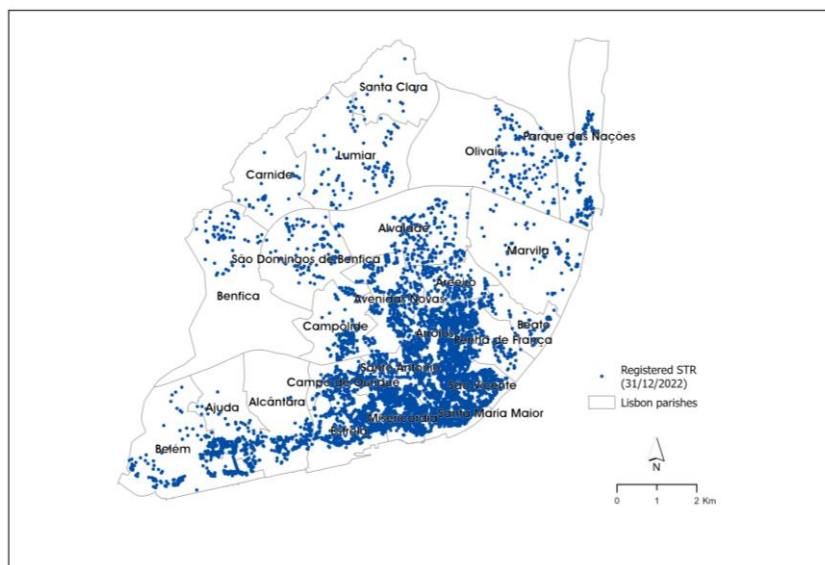 Santa Clara
Parque das Nações
Lumiar
Olivais
Carnide
Alvalade
Marvila
São Domingos de Benfica
Areeiro
Benfica
Avenidas Novas
Campolide
Beato
Arroios
Penha de França
Santo António
Campo de Ourique
São Vicente
Ajuda
Alcântara
Misericórdia
Santa Maria Maior
Estrela
Belém
Registered STR
(31/12/2022)
Lisbon parishes
N
0 1 2 Km